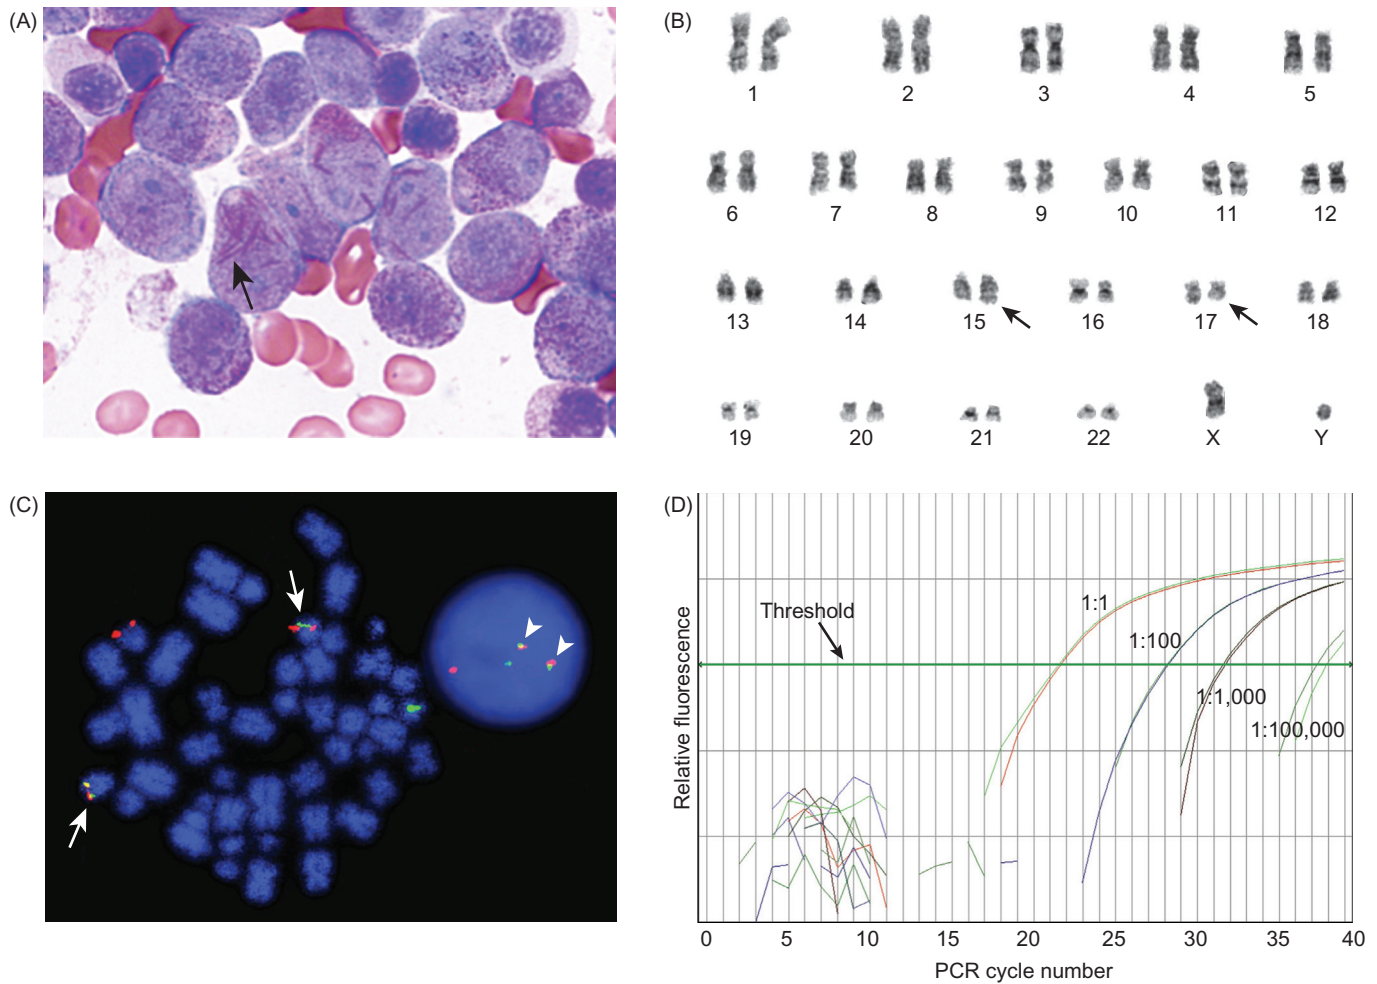 (A)
(B)
1 2 3 4 5
6 7 8 9 10 11 12
13 14 15 16 17 18
19 20 21 22 X Y
(C)
(D)
Relative fluorescence
Threshold
1:1
1:100
1:1,000
1:100,000
0 5 10 15 20 25 30 35 40
PCR cycle number